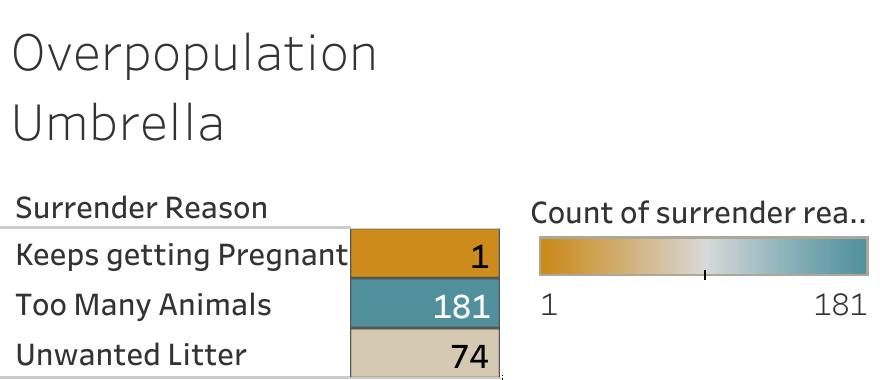 Overpopulation
Umbrella
Surrender Reason
Keeps getting Pregnant 1
Too Many Animals 181
Unwanted Litter 74
Count of surrender rea..
1 181